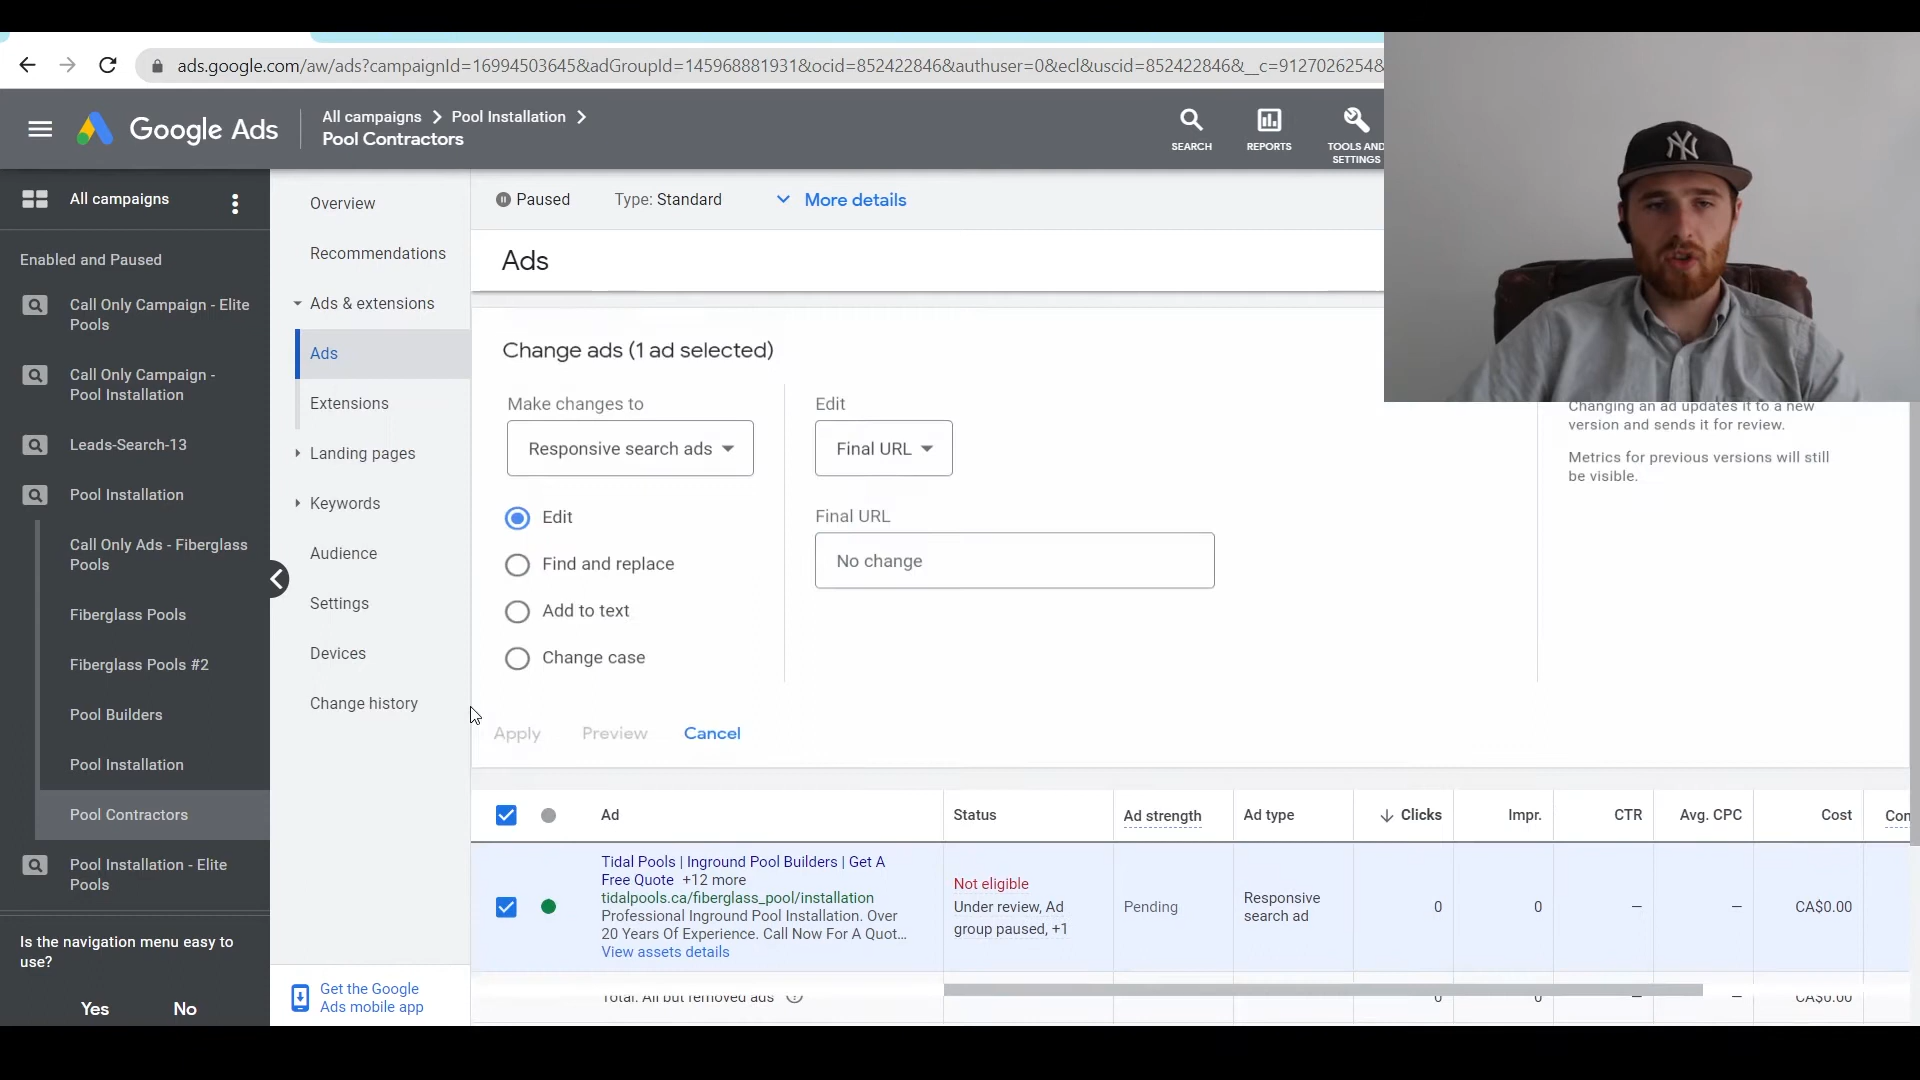 ads.google.com/aw/ads?campaignId=16994503645&adGroupId=145968881931&ocid=852422846&authuser=0&ecl&uscid=852422846&__c=9127026254&
Google Ads
All campaigns > Pool Installation >
Pool Contractors
SEARCH
REPORTS
TOOLS AND
SETTINGS
NY
All campaigns
Enabled and Paused
Call Only Campaign - Elite
Pools
Call Only Campaign -
Pool Installation
Leads-Search-13
Pool Installation
Call Only Ads - Fiberglass
Pools
Fiberglass Pools
Fiberglass Pools #2
Pool Builders
Pool Installation
Pool Contractors
Pool Installation - Elite
Pools
Is the navigation menu easy to
use?
Yes No
Overview
Recommendations
Ads & extensions
Ads
Extensions
Landing pages
Keywords
Audience
Settings
Devices
Change history
Get the Google
Ads mobile app
Paused Type: Standard More details
Ads
Change ads (1 ad selected)
Make changes to
Responsive search ads
Edit
Find and replace
Add to text
Change case
Edit
Final URL
Final URL
No change
Changing an ad updates it to a new
version and sends it for review.
Metrics for previous versions will still
be visible.
Apply Preview Cancel
Ad Status Ad strength Ad type Clicks Impr. CTR Avg. CPC Cost Con
Tidal Pools | Inground Pool Builders | Get A
Free Quote +12 more
tidalpools.ca/fiberglass_pool/installation
Professional Inground Pool Installation. Over
20 Years Of Experience. Call Now For A Quot...
View assets details
Not eligible
Under review, Ad
group paused, +1
Pending
Responsive
search ad
0 0 — — CA$0.00
Total: All but removed ads 0 0 — — CA$0.00